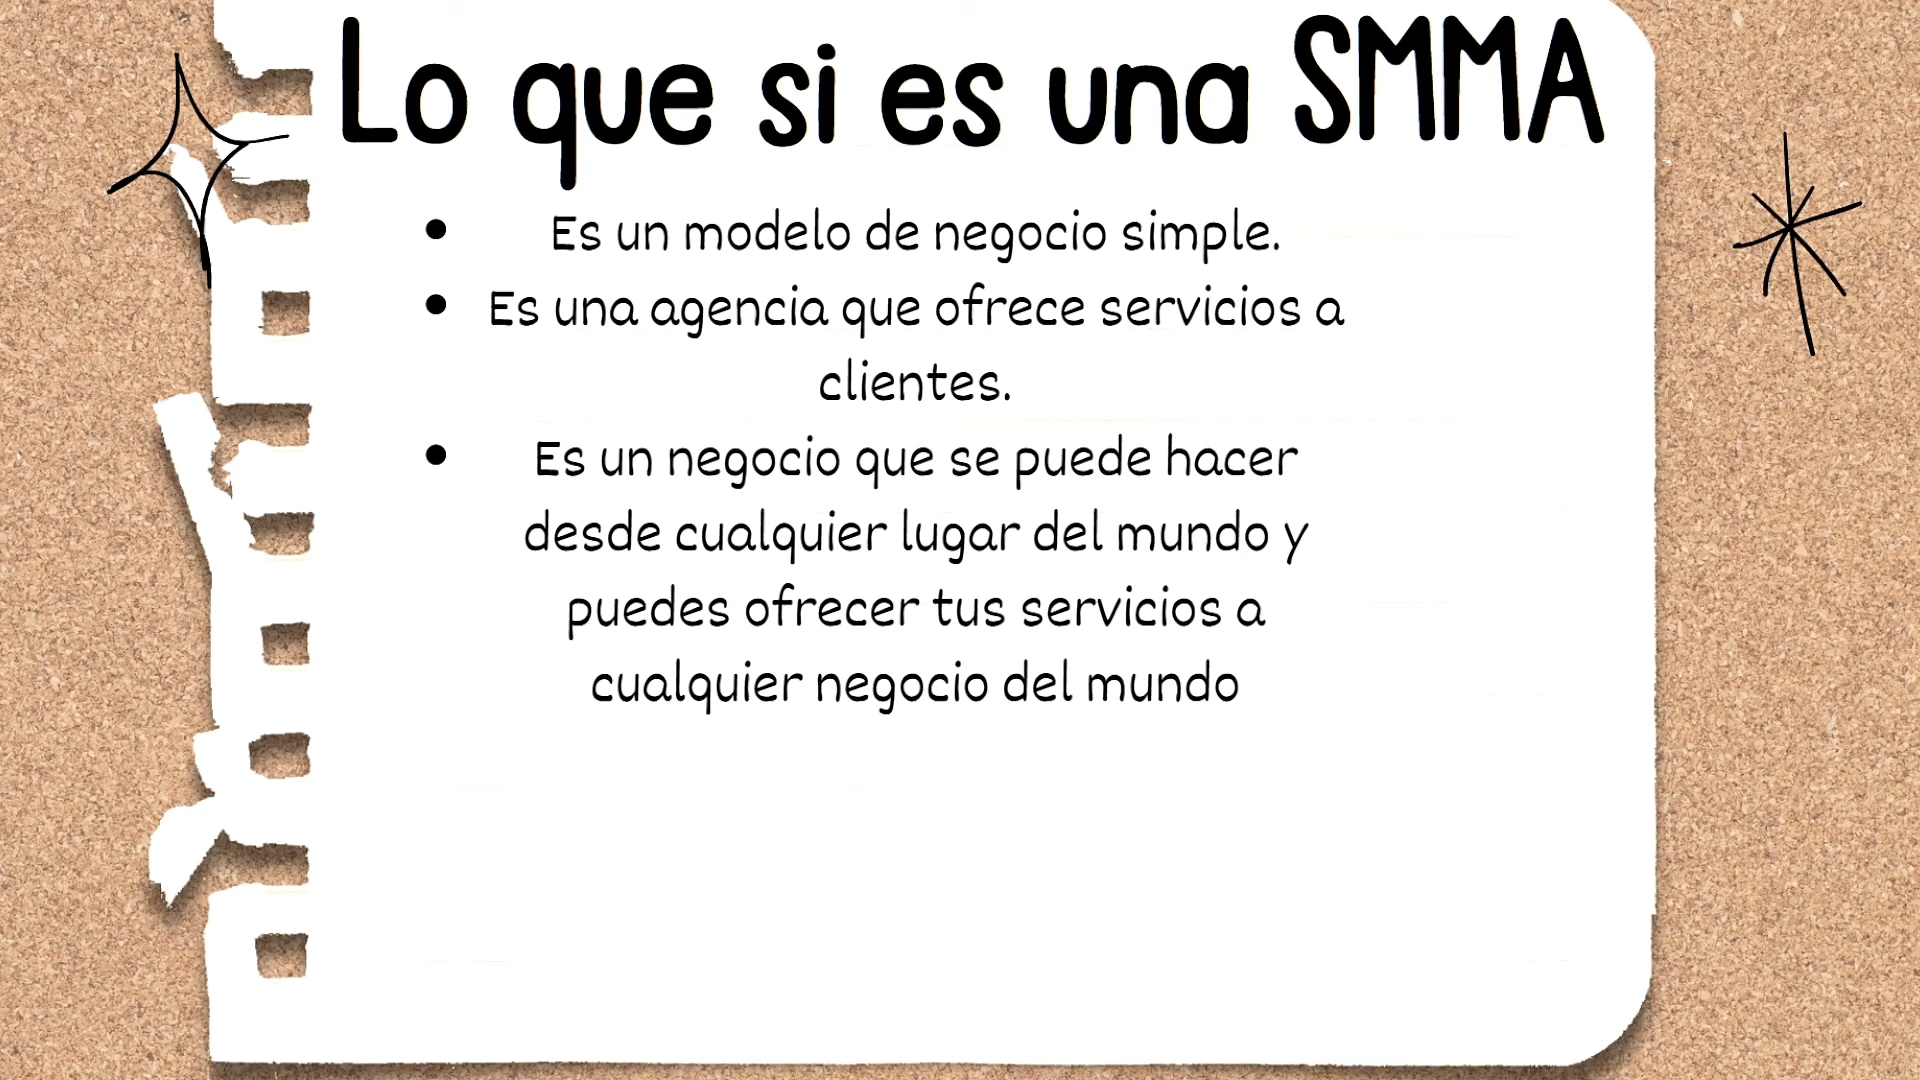 Lo que si es una SMMA
• Es un modelo de negocio simple.
• Es una agencia que ofrece servicios a
clientes.
• Es un negocio que se puede hacer
desde cualquier lugar del mundo y
puedes ofrecer tus servicios a
cualquier negocio del mundo